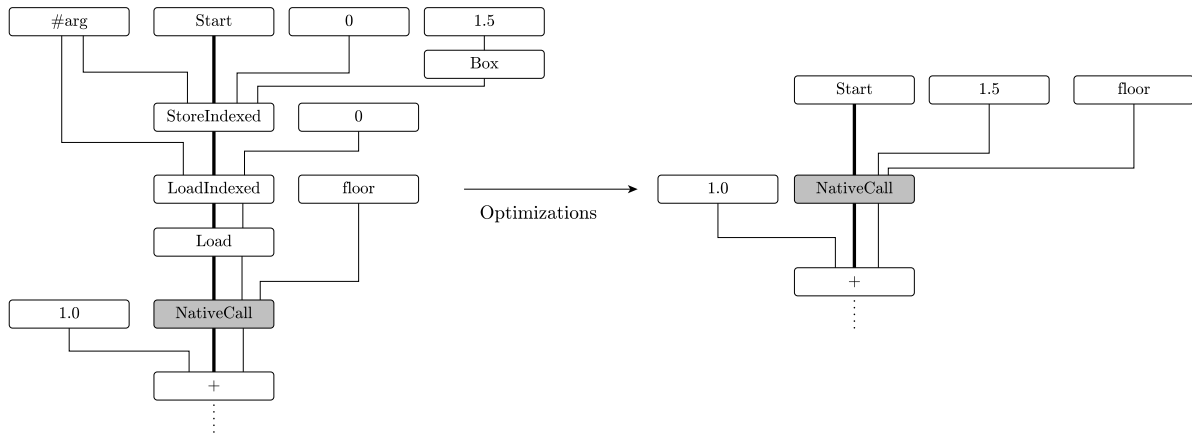 #arg
Start
0
1.5
Box
StoreIndexed
0
LoadIndexed
floor
Load
1.0
NativeCall
+
Optimizations
Start
1.5
floor
1.0
NativeCall
+